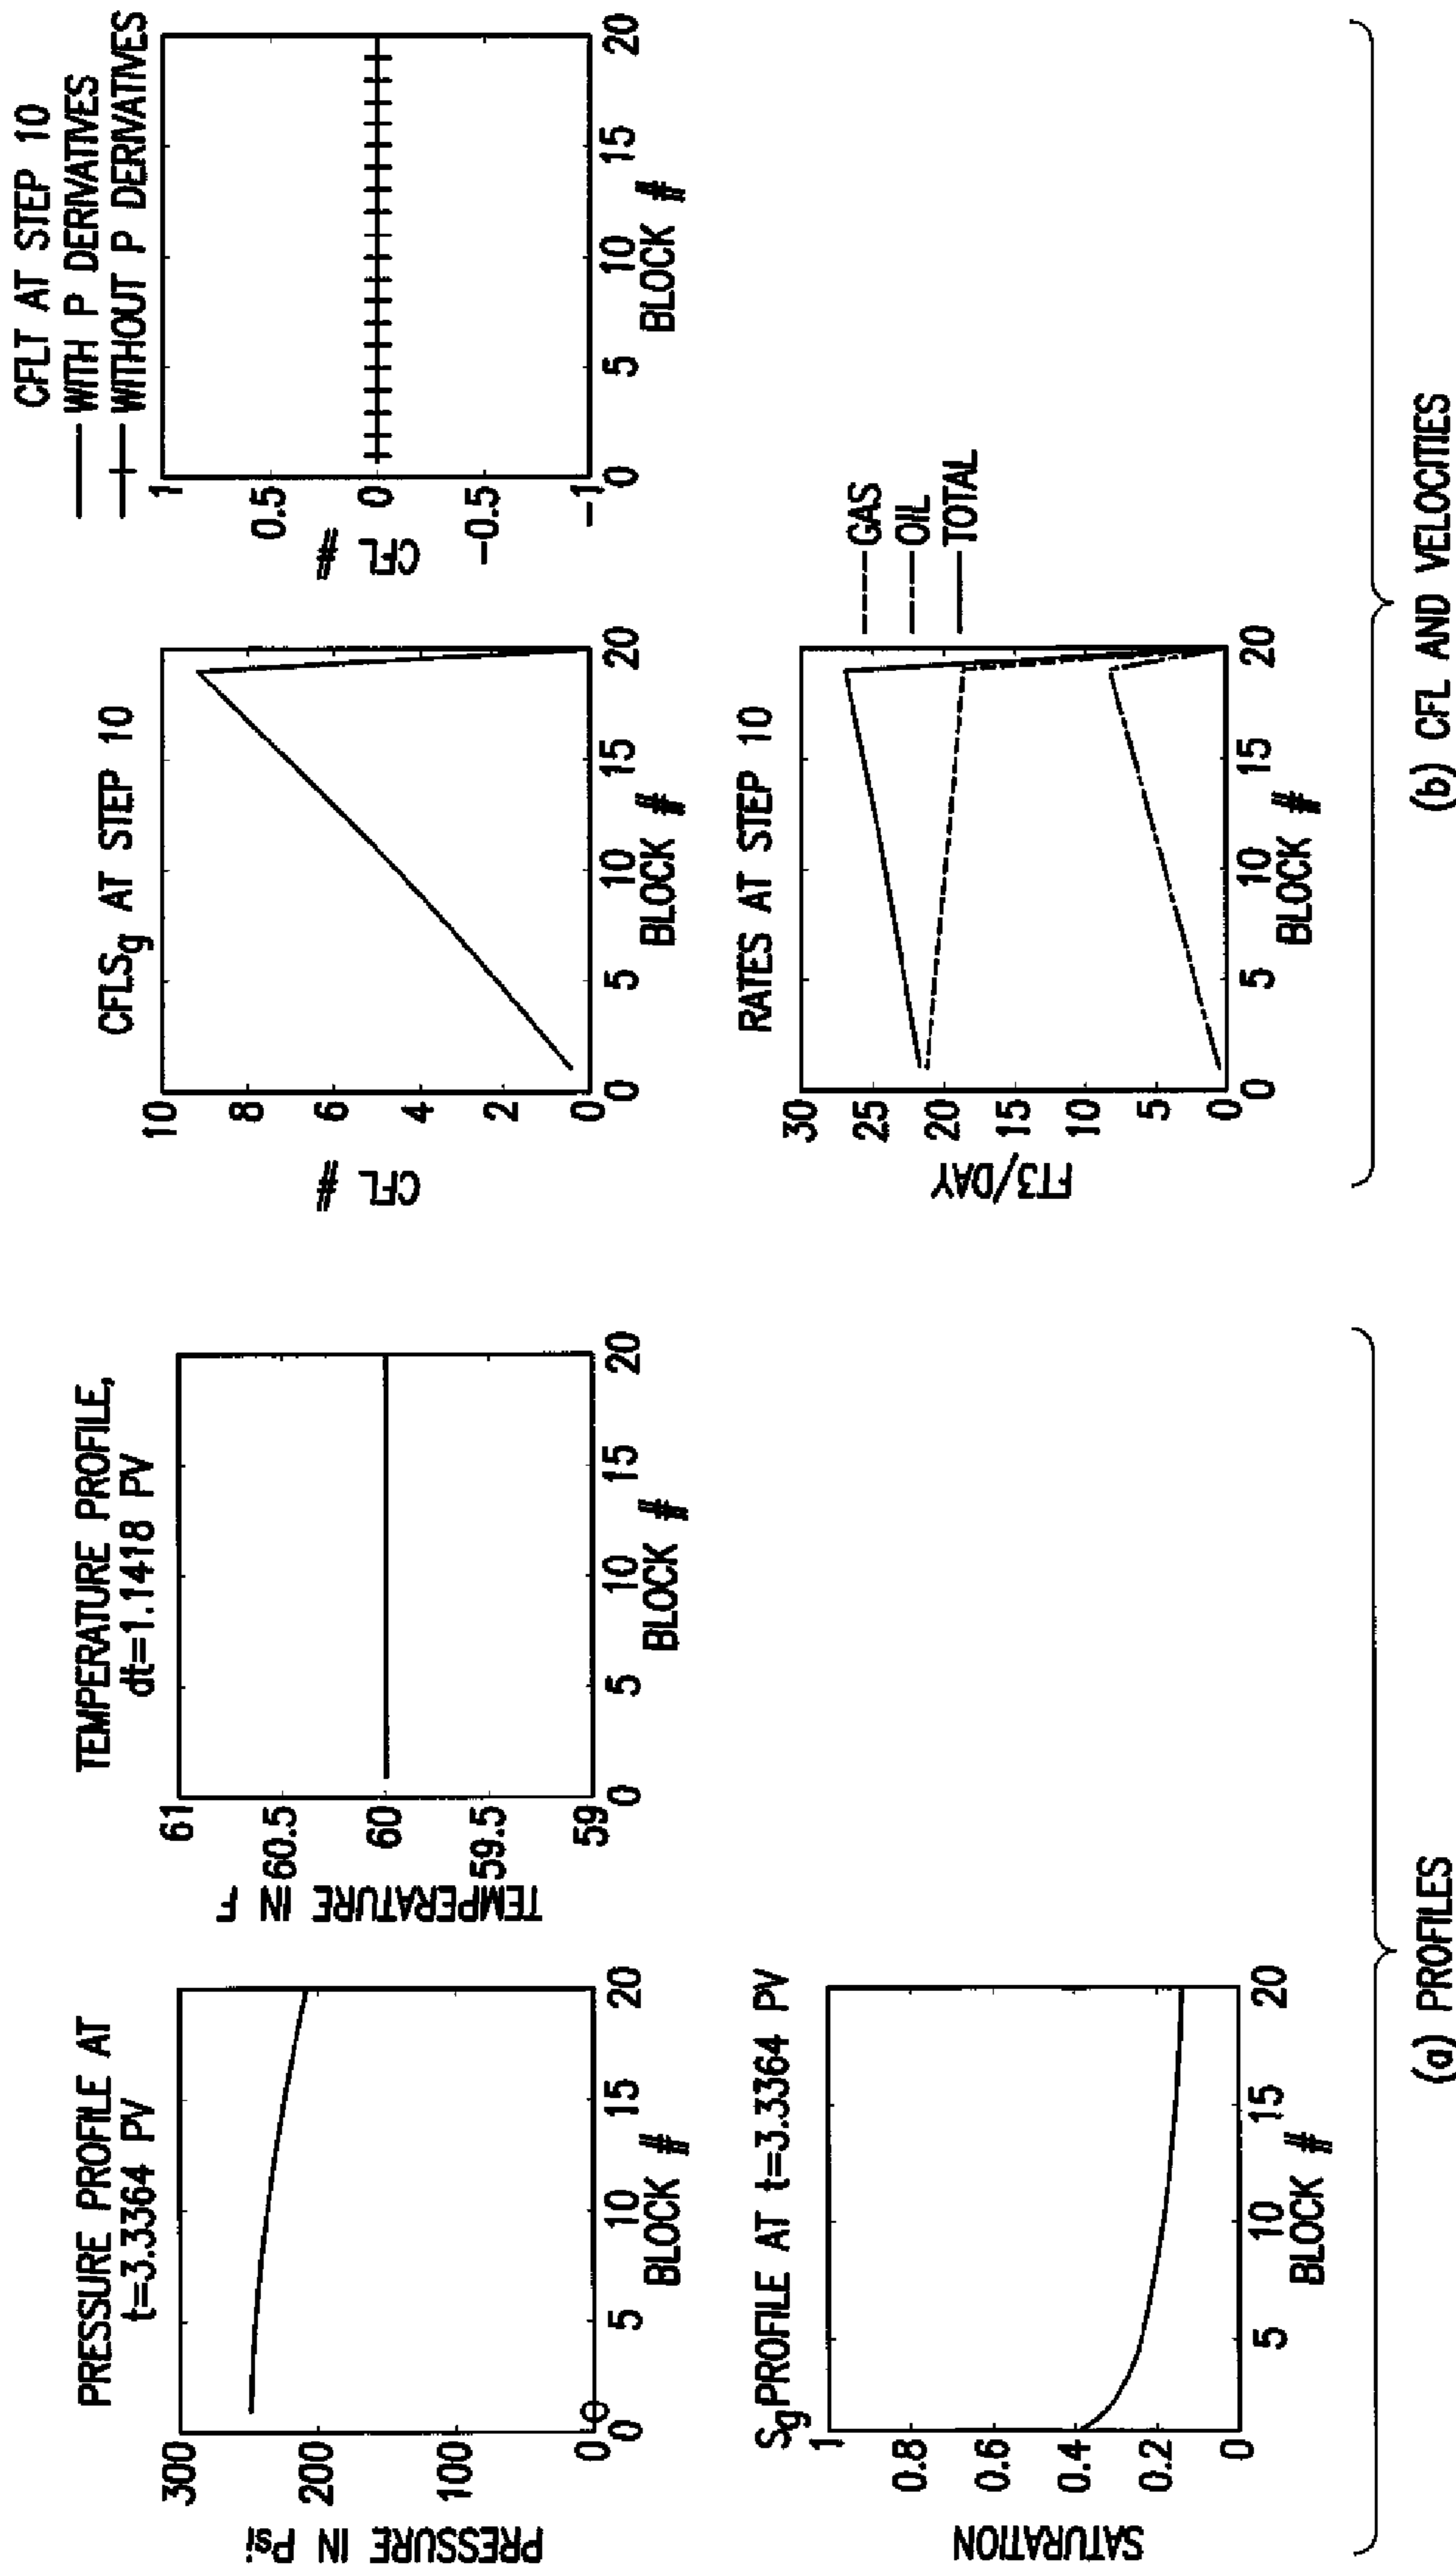 PRESSURE PROFILE AT
t=3.3364 PV
PRESSURE IN Psi
300
200
100
0
0
5
10
15
20
BLOCK #
TEMPERATURE PROFILE,
dt=1.1418 PV
TEMPERATURE IN F
61
60.5
60
59.5
59
0
5
10
15
20
BLOCK #
Sg PROFILE AT t=3.3364 PV
SATURATION
1
0.8
0.6
0.4
0.2
0
5
10
15
20
BLOCK #
(a) PROFILES
CFLSg AT STEP 10
CFL #
10
8
6
4
2
0
0
5
10
15
20
BLOCK #
CFLT AT STEP 10
WITH P DERIVATIVES
WITHOUT P DERIVATIVES
CFL #
1
0.5
0
-0.5
-1
0
5
10
15
20
BLOCK #
RATES AT STEP 10
FT3/DAY
30
25
20
15
10
5
0
0
5
10
15
20
BLOCK #
GAS
OIL
TOTAL
(b) CFL AND VELOCITIES